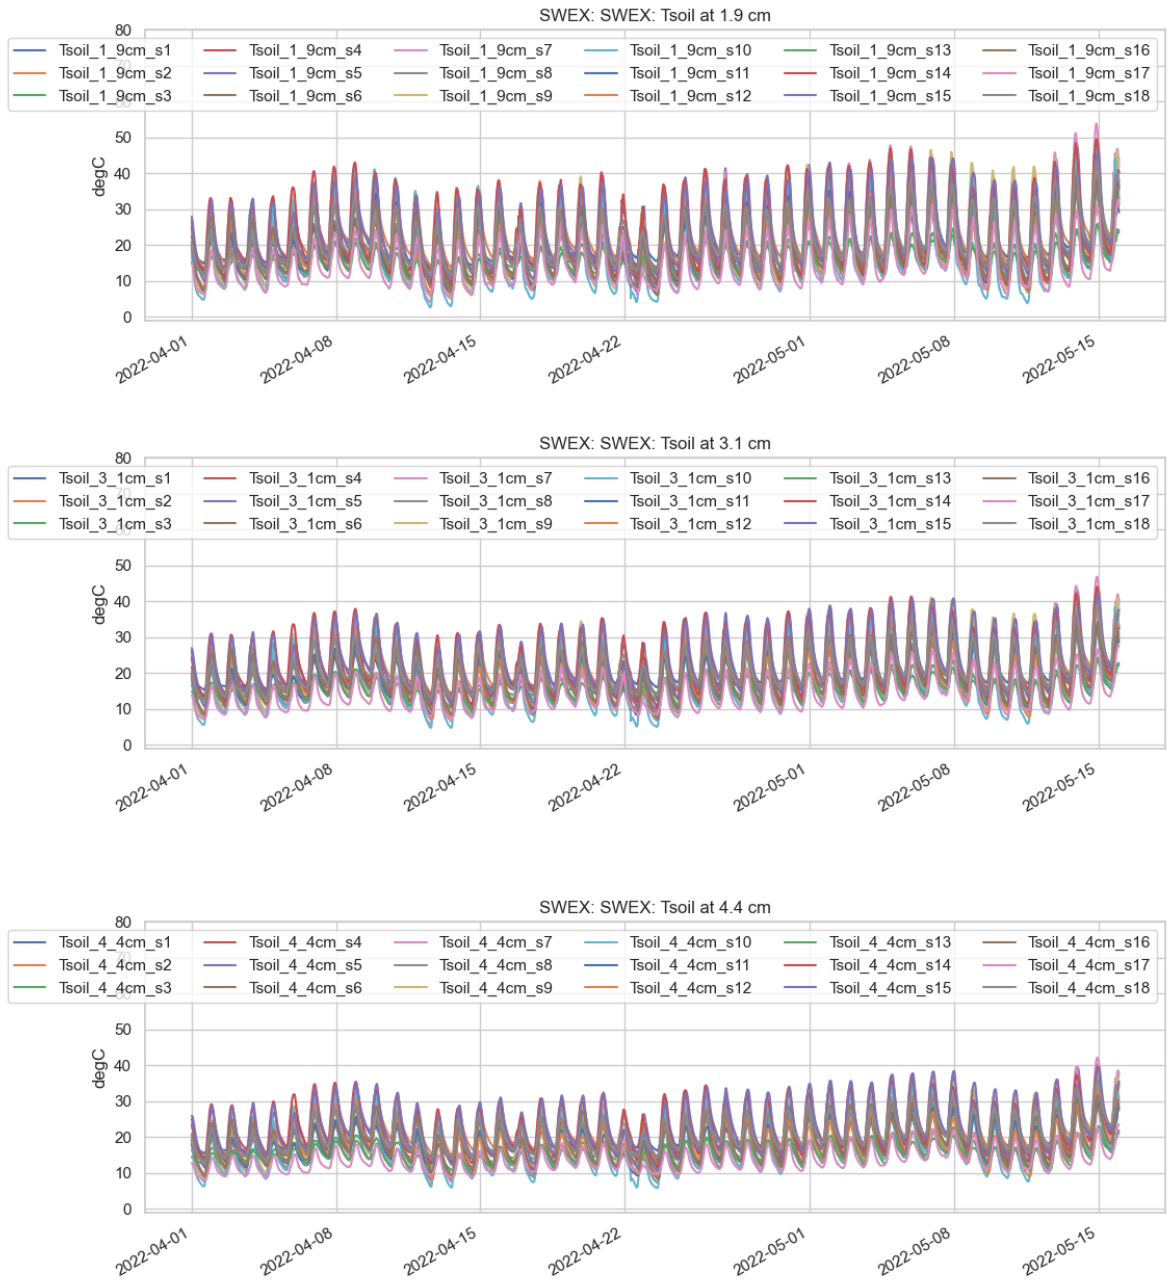 SWEX: SWEX: Tsoil at 1.9 cm
80
Tsoil_1_9cm_s1 Tsoil_1_9cm_s4 Tsoil_1_9cm_s7 Tsoil_1_9cm_s10 Tsoil_1_9cm_s13 Tsoil_1_9cm_s16
Tsoil_1_9cm_s2 Tsoil_1_9cm_s5 Tsoil_1_9cm_s8 Tsoil_1_9cm_s11 Tsoil_1_9cm_s14 Tsoil_1_9cm_s17
Tsoil_1_9cm_s3 Tsoil_1_9cm_s6 Tsoil_1_9cm_s9 Tsoil_1_9cm_s12 Tsoil_1_9cm_s15 Tsoil_1_9cm_s18
50
40
30
20
10
0
degC
2022-04-01 2022-04-08 2022-04-15 2022-04-22 2022-05-01 2022-05-08 2022-05-15
SWEX: SWEX: Tsoil at 3.1 cm
80
Tsoil_3_1cm_s1 Tsoil_3_1cm_s4 Tsoil_3_1cm_s7 Tsoil_3_1cm_s10 Tsoil_3_1cm_s13 Tsoil_3_1cm_s16
Tsoil_3_1cm_s2 Tsoil_3_1cm_s5 Tsoil_3_1cm_s8 Tsoil_3_1cm_s11 Tsoil_3_1cm_s14 Tsoil_3_1cm_s17
Tsoil_3_1cm_s3 Tsoil_3_1cm_s6 Tsoil_3_1cm_s9 Tsoil_3_1cm_s12 Tsoil_3_1cm_s15 Tsoil_3_1cm_s18
50
40
30
20
10
0
degC
2022-04-01 2022-04-08 2022-04-15 2022-04-22 2022-05-01 2022-05-08 2022-05-15
SWEX: SWEX: Tsoil at 4.4 cm
80
Tsoil_4_4cm_s1 Tsoil_4_4cm_s4 Tsoil_4_4cm_s7 Tsoil_4_4cm_s10 Tsoil_4_4cm_s13 Tsoil_4_4cm_s16
Tsoil_4_4cm_s2 Tsoil_4_4cm_s5 Tsoil_4_4cm_s8 Tsoil_4_4cm_s11 Tsoil_4_4cm_s14 Tsoil_4_4cm_s17
Tsoil_4_4cm_s3 Tsoil_4_4cm_s6 Tsoil_4_4cm_s9 Tsoil_4_4cm_s12 Tsoil_4_4cm_s15 Tsoil_4_4cm_s18
50
40
30
20
10
0
degC
2022-04-01 2022-04-08 2022-04-15 2022-04-22 2022-05-01 2022-05-08 2022-05-15